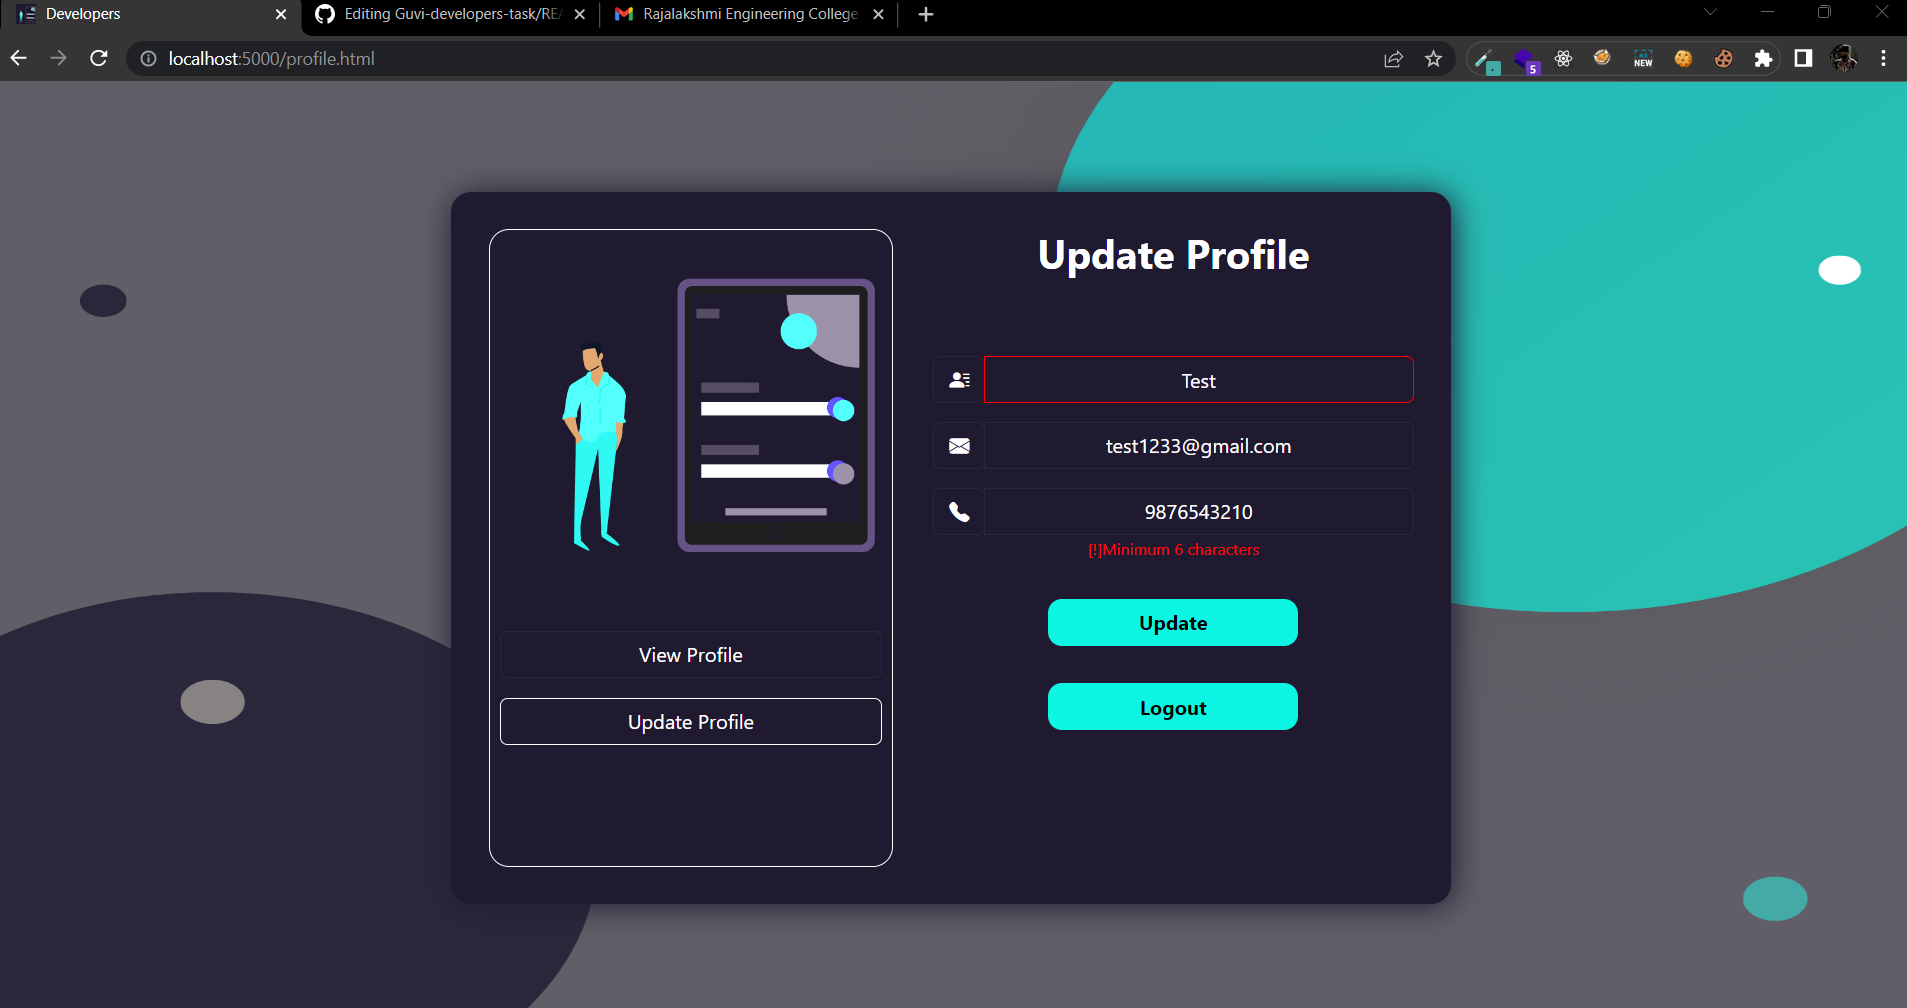 Developers
Editing Guvi-developers-task/REA
Rajalakshmi Engineering College
localhost:5000/profile.html
5
NEW
Update Profile
Test
test1233@gmail.com
9876543210
[!]Minimum 6 characters
Update
Logout
View Profile
Update Profile